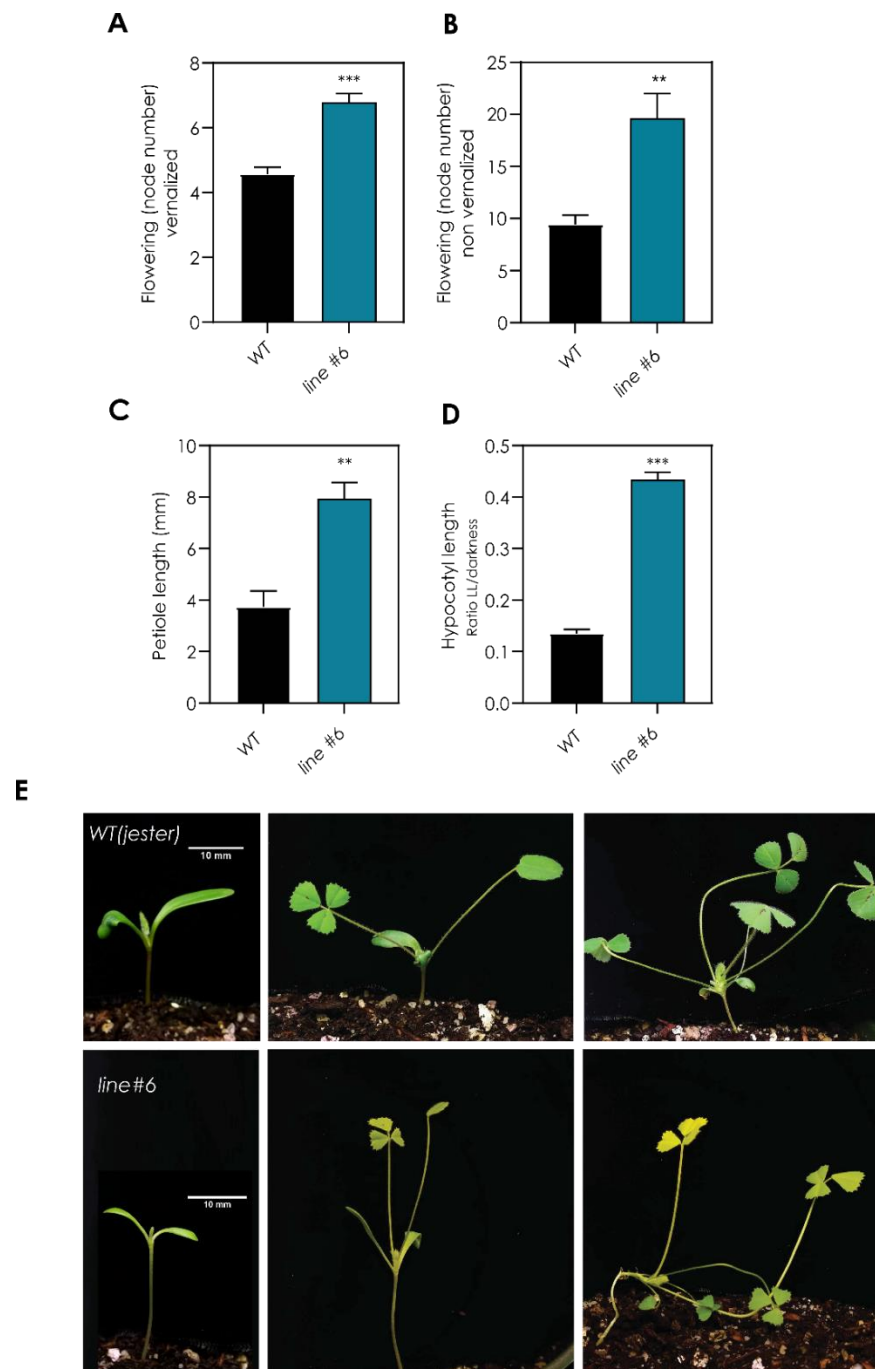 A
Flowering (node number)
vernalized
8
6
4
2
0
***
WT
line #6
B
Flowering (node number)
non vernalized
25
20
15
10
5
0
**
WT
line #6
C
Petiole length (mm)
10
8
6
4
2
0
**
WT
line #6
D
Hypocotyl length
Ratio LL/darkness
0.5
0.4
0.3
0.2
0.1
0.0
***
WT
line #6
E
WT(jester)
10 mm
line#6
10 mm